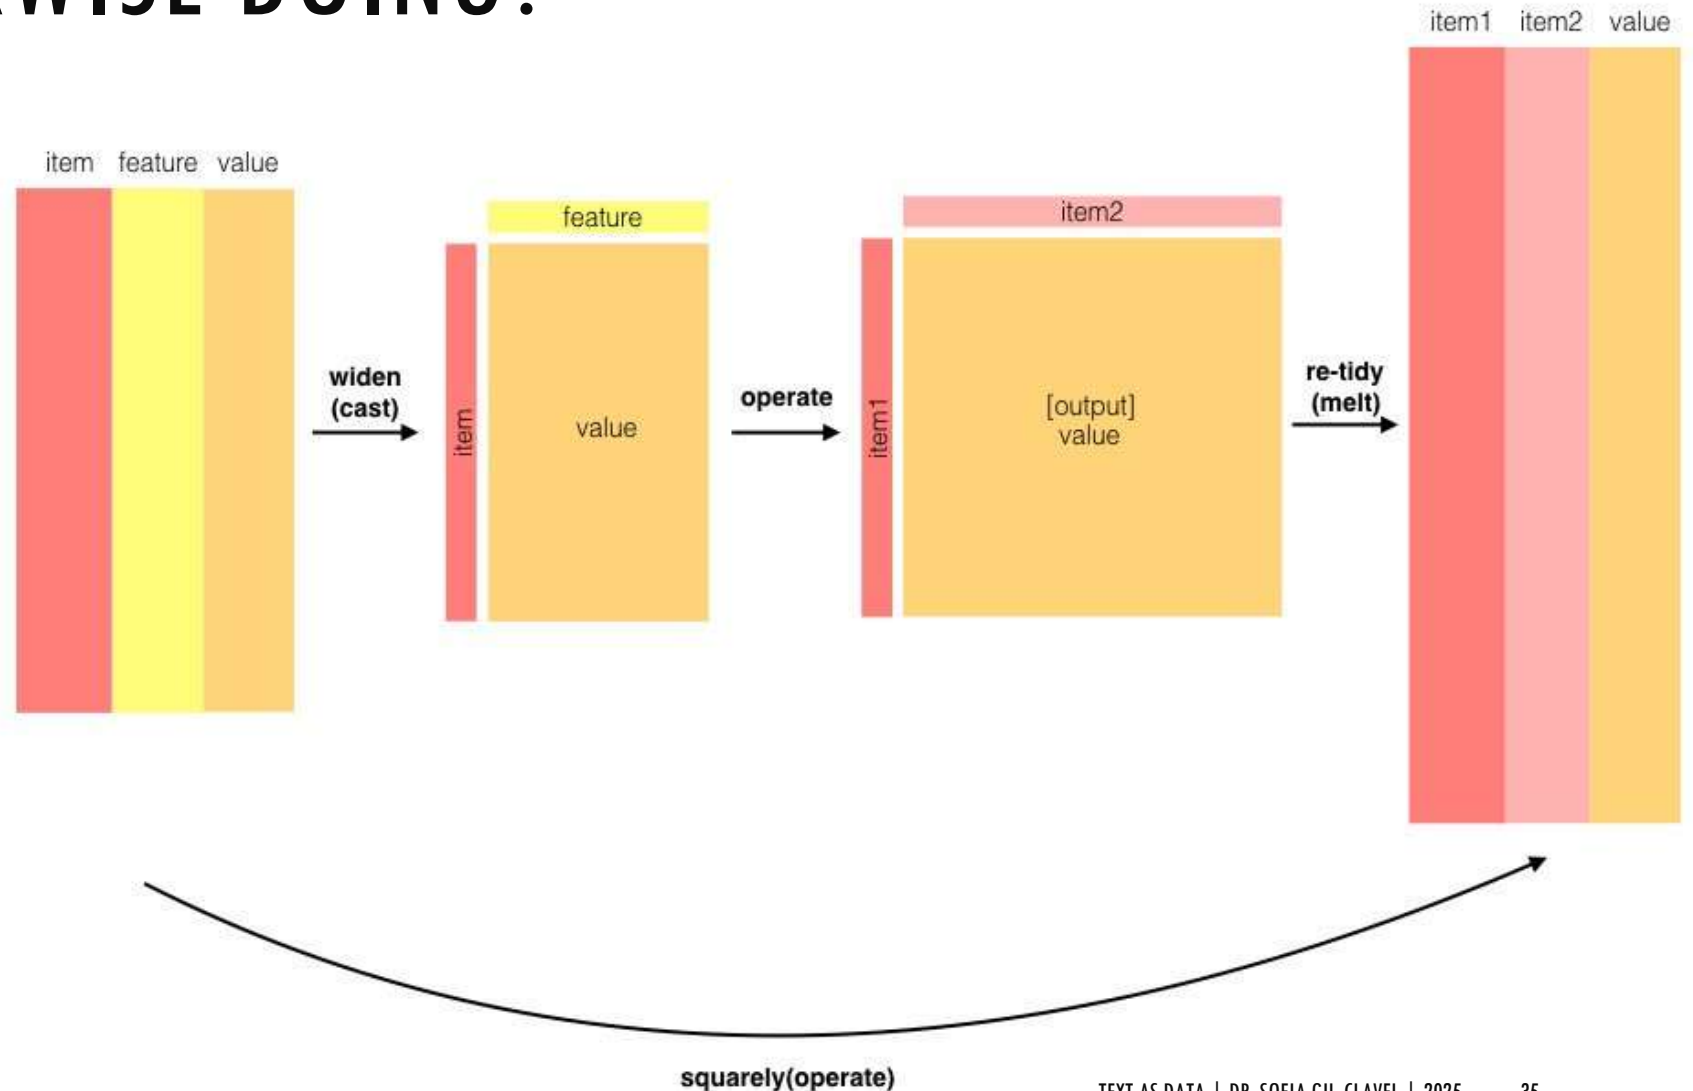 DOING?
item1 item2 value
item feature value
feature
item2
widen
(cast)
item
value
operate
item1
[output]
value
re-tidy
(melt)
squarely(operate)